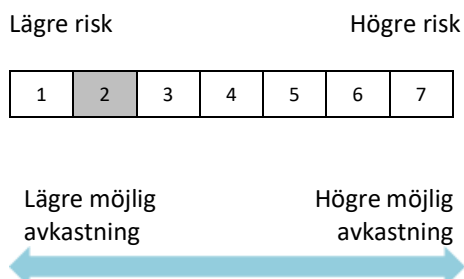 Lägre risk Högre risk
1 2 3 4 5 6 7
Lägre möjlig Högre möjlig
avkastning avkastning